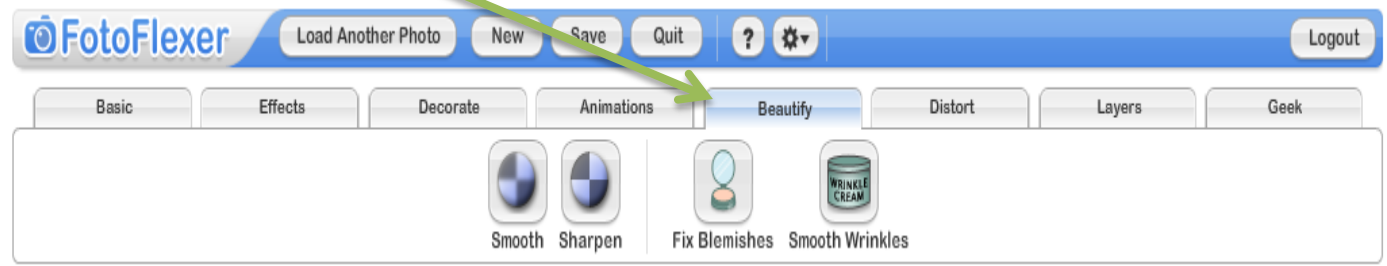 FotoFlexer Load Another Photo New Save Quit ? Logout
Basic Effects Decorate Animations Beautify Distort Layers Geek
WRINKLE
CREAM
Smooth Sharpen Fix Blemishes Smooth Wrinkles